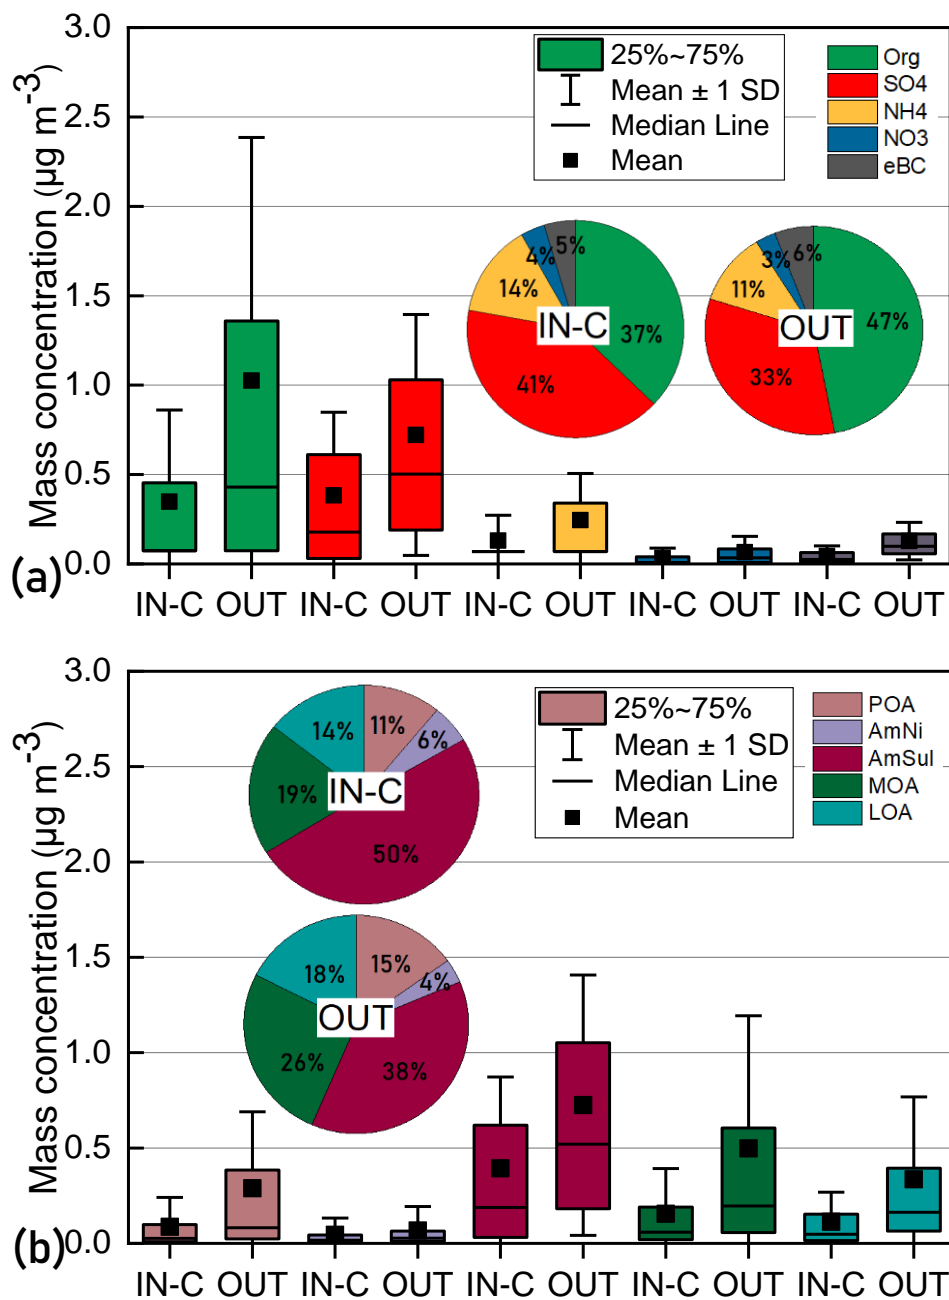 3.0
2.5
2.0
1.5
1.0
0.5
0.0
Mass concentration (µg m⁻³)
(a)
25%~75%
Mean ± 1 SD
Median Line
Mean
Org
SO4
NH4
NO3
eBC
5%
4%
14%
IN-C
37%
41%
6%
3%
11%
OUT
47%
33%
IN-C OUT IN-C OUT IN-C OUT IN-C OUT IN-C OUT
3.0
2.5
2.0
1.5
1.0
0.5
0.0
Mass concentration (µg m⁻³)
(b)
25%~75%
Mean ± 1 SD
Median Line
Mean
POA
AmNi
AmSul
MOA
LOA
14%
11%
6%
19%
IN-C
50%
18%
15%
4%
OUT
26%
38%
IN-C OUT IN-C OUT IN-C OUT IN-C OUT IN-C OUT